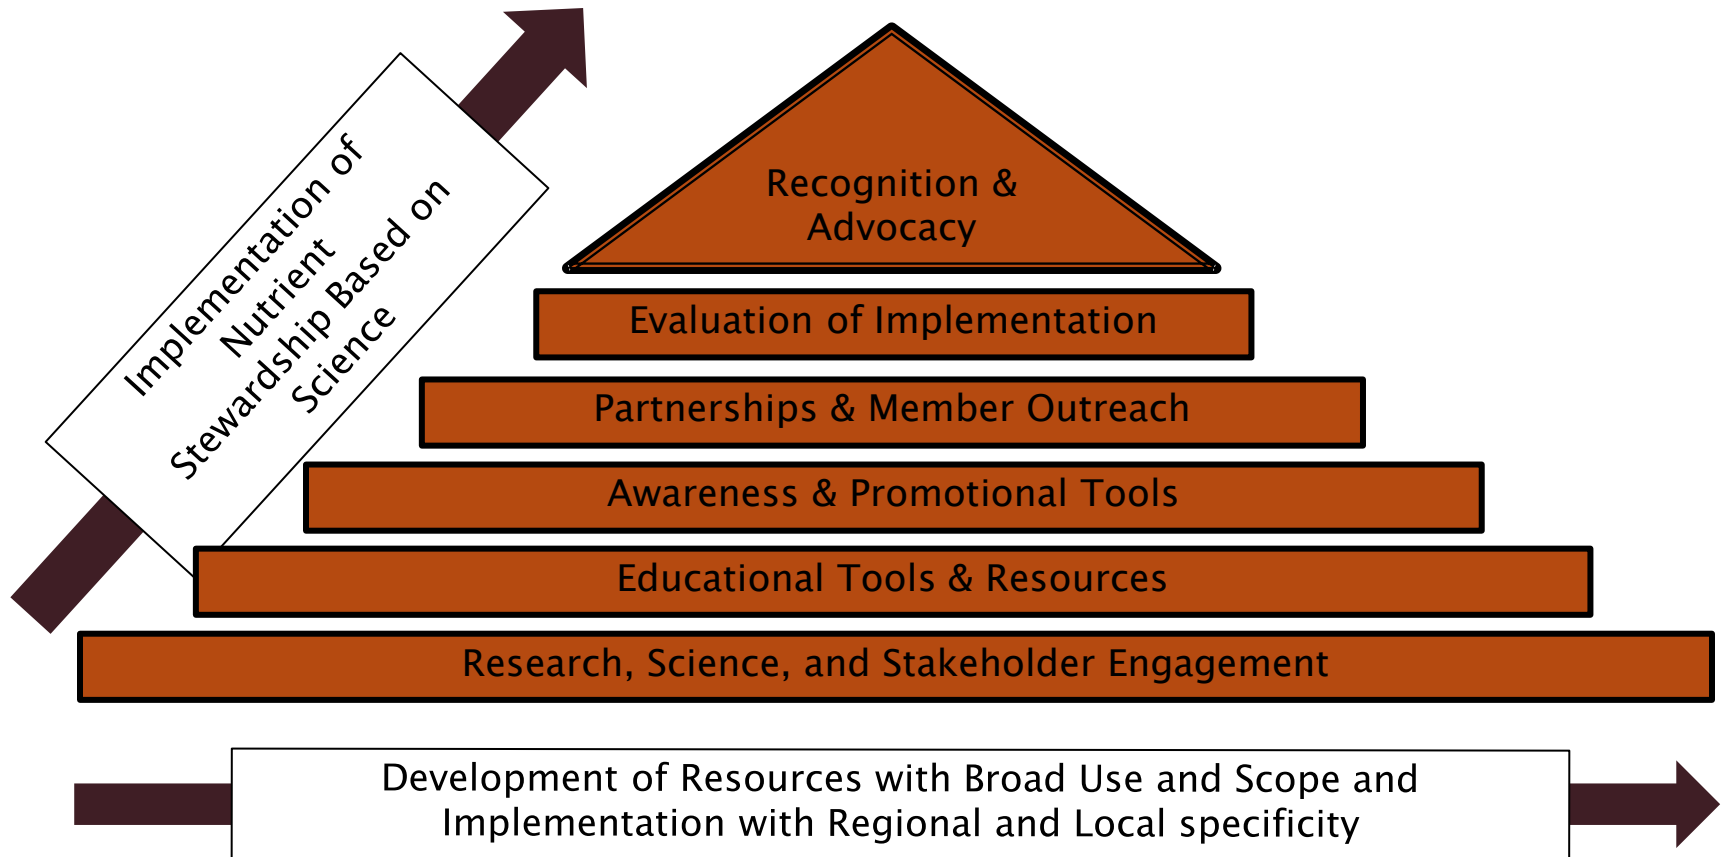 Implementation of
Nutrient
Stewardship Based on
Science
Recognition &
Advocacy
Evaluation of Implementation
Partnerships & Member Outreach
Awareness & Promotional Tools
Educational Tools & Resources
Research, Science, and Stakeholder Engagement
Development of Resources with Broad Use and Scope and
Implementation with Regional and Local specificity